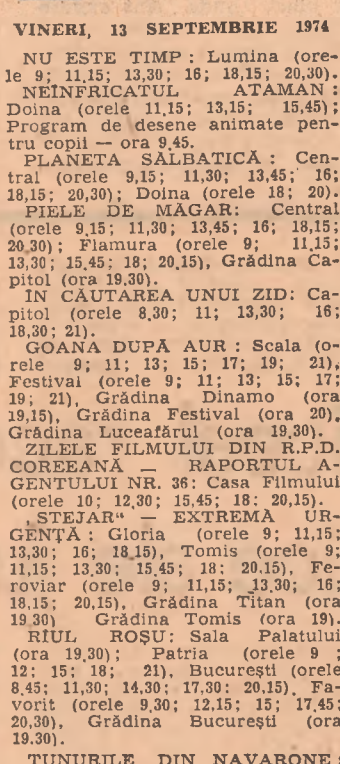 VINERI, 13 SEPTEMBRIE 1974
NU ESTE TIMP : Lumina (ore-
le 9; 11,15; 13,30; 16; 18,15; 20,30).
NEÎNFRICATUL ATAMAN :
Doina (orele 11,15; 13,15; 15,45) ;
Program de desene animate pen-
tru copii — ora 9,45.
PLANETA SĂLBATICĂ : Cen-
tral (orele 9,15; 11,30; 13,45; 16;
18,15; 20,30); Doina (orele 18; 20).
PIELE DE MĂGAR: Central
(orele 9,15; 11,30; 13,45; 16; 18,15;
20,30) ; Flamura (orele 9; 11,15;
13,30; 15,45; 18; 20,15), Grădina Ca-
pitol (ora 19,30).
ÎN CĂUTAREA UNUI ZID: Ca-
pitol (orele 8,30; 11; 13,30; 16;
18,30; 21).
GOANA DUPĂ AUR : Scala (o-
rele 9; 11; 13; 15; 17; 19; 21),
Festival (orele 9; 11; 13; 15; 17;
19; 21), Grădina Dinamo (ora
19,15), Grădina Festival (ora 20),
Grădina Luceafărul (ora 19,30).
ZILELE FILMULUI DIN R.P.D.
COREEANĂ — RAPORTUL A-
GENTULUI NR. 36: Casa Filmului
(orele 10; 12,30; 15,45; 18; 20,15).
„STEJAR“ — EXTREMĂ UR-
GENȚĂ : Gloria (orele 9; 11,15;
13,30; 16; 18,15), Tomis (orele 9;
11,15; 13,30; 15,45; 18; 20,15), Fe-
roviar (orele 9; 11,15; 13,30; 16;
18,15; 20,15), Grădina Titan (ora
19,30) Grădina Tomis (ora 19).
RÎUL ROȘU: Sala Palatului
(ora 19,30) ; Patria (orele 9 ;
12; 15; 18; 21), București (orele
8,45; 11,30; 14,30; 17,30; 20,15), Fa-
vorit (orele 9,30; 12,15; 15; 17,45;
20,30), Grădina București (ora
19,30).
TUNURILE DIN NAVARONE :